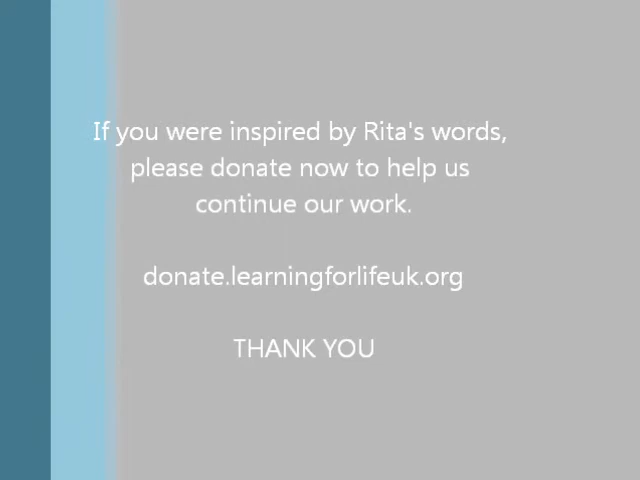 If you were inspired by Rita's words,
please donate now to help us
continue our work.
donate.learningforlifeuk.org
THANK YOU